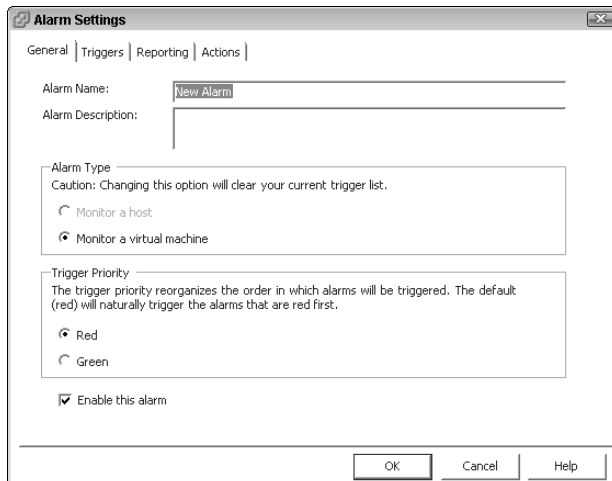 Alarm Settings
General Triggers Reporting Actions
Alarm Name: New Alarm
Alarm Description:
Alarm Type
Caution: Changing this option will clear your current trigger list.
Monitor a host
Monitor a virtual machine
Trigger Priority
The trigger priority reorganizes the order in which alarms will be triggered. The default
(red) will naturally trigger the alarms that are red first.
Red
Green
Enable this alarm
OK Cancel Help